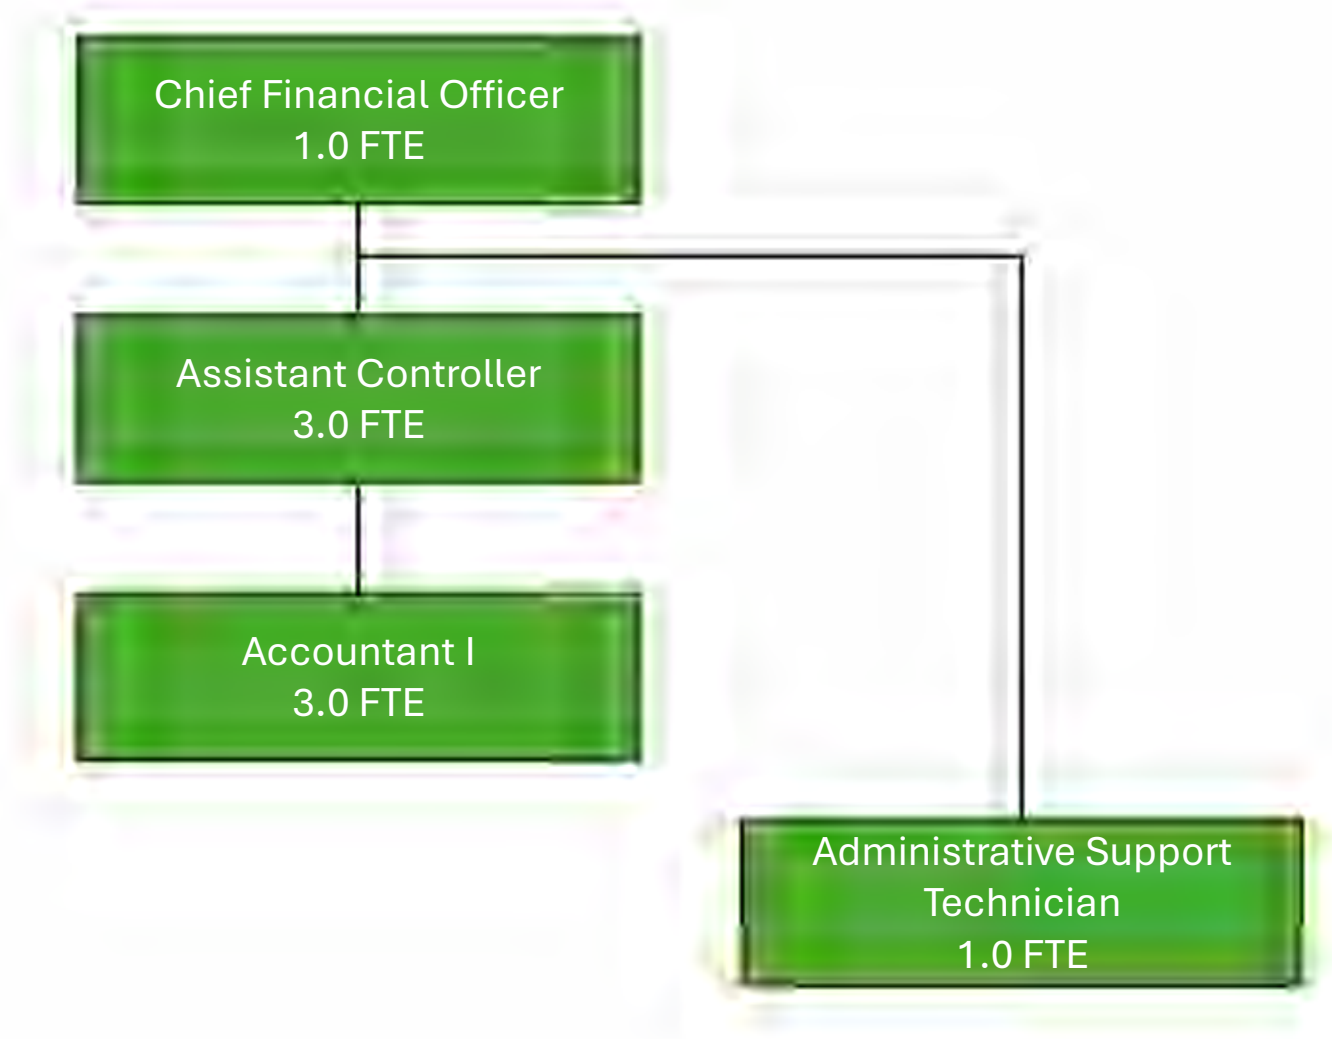 Chief Financial Officer
1.0 FTE
Assistant Controller
3.0 FTE
Accountant I
3.0 FTE
Administrative Support
Technician
1.0 FTE